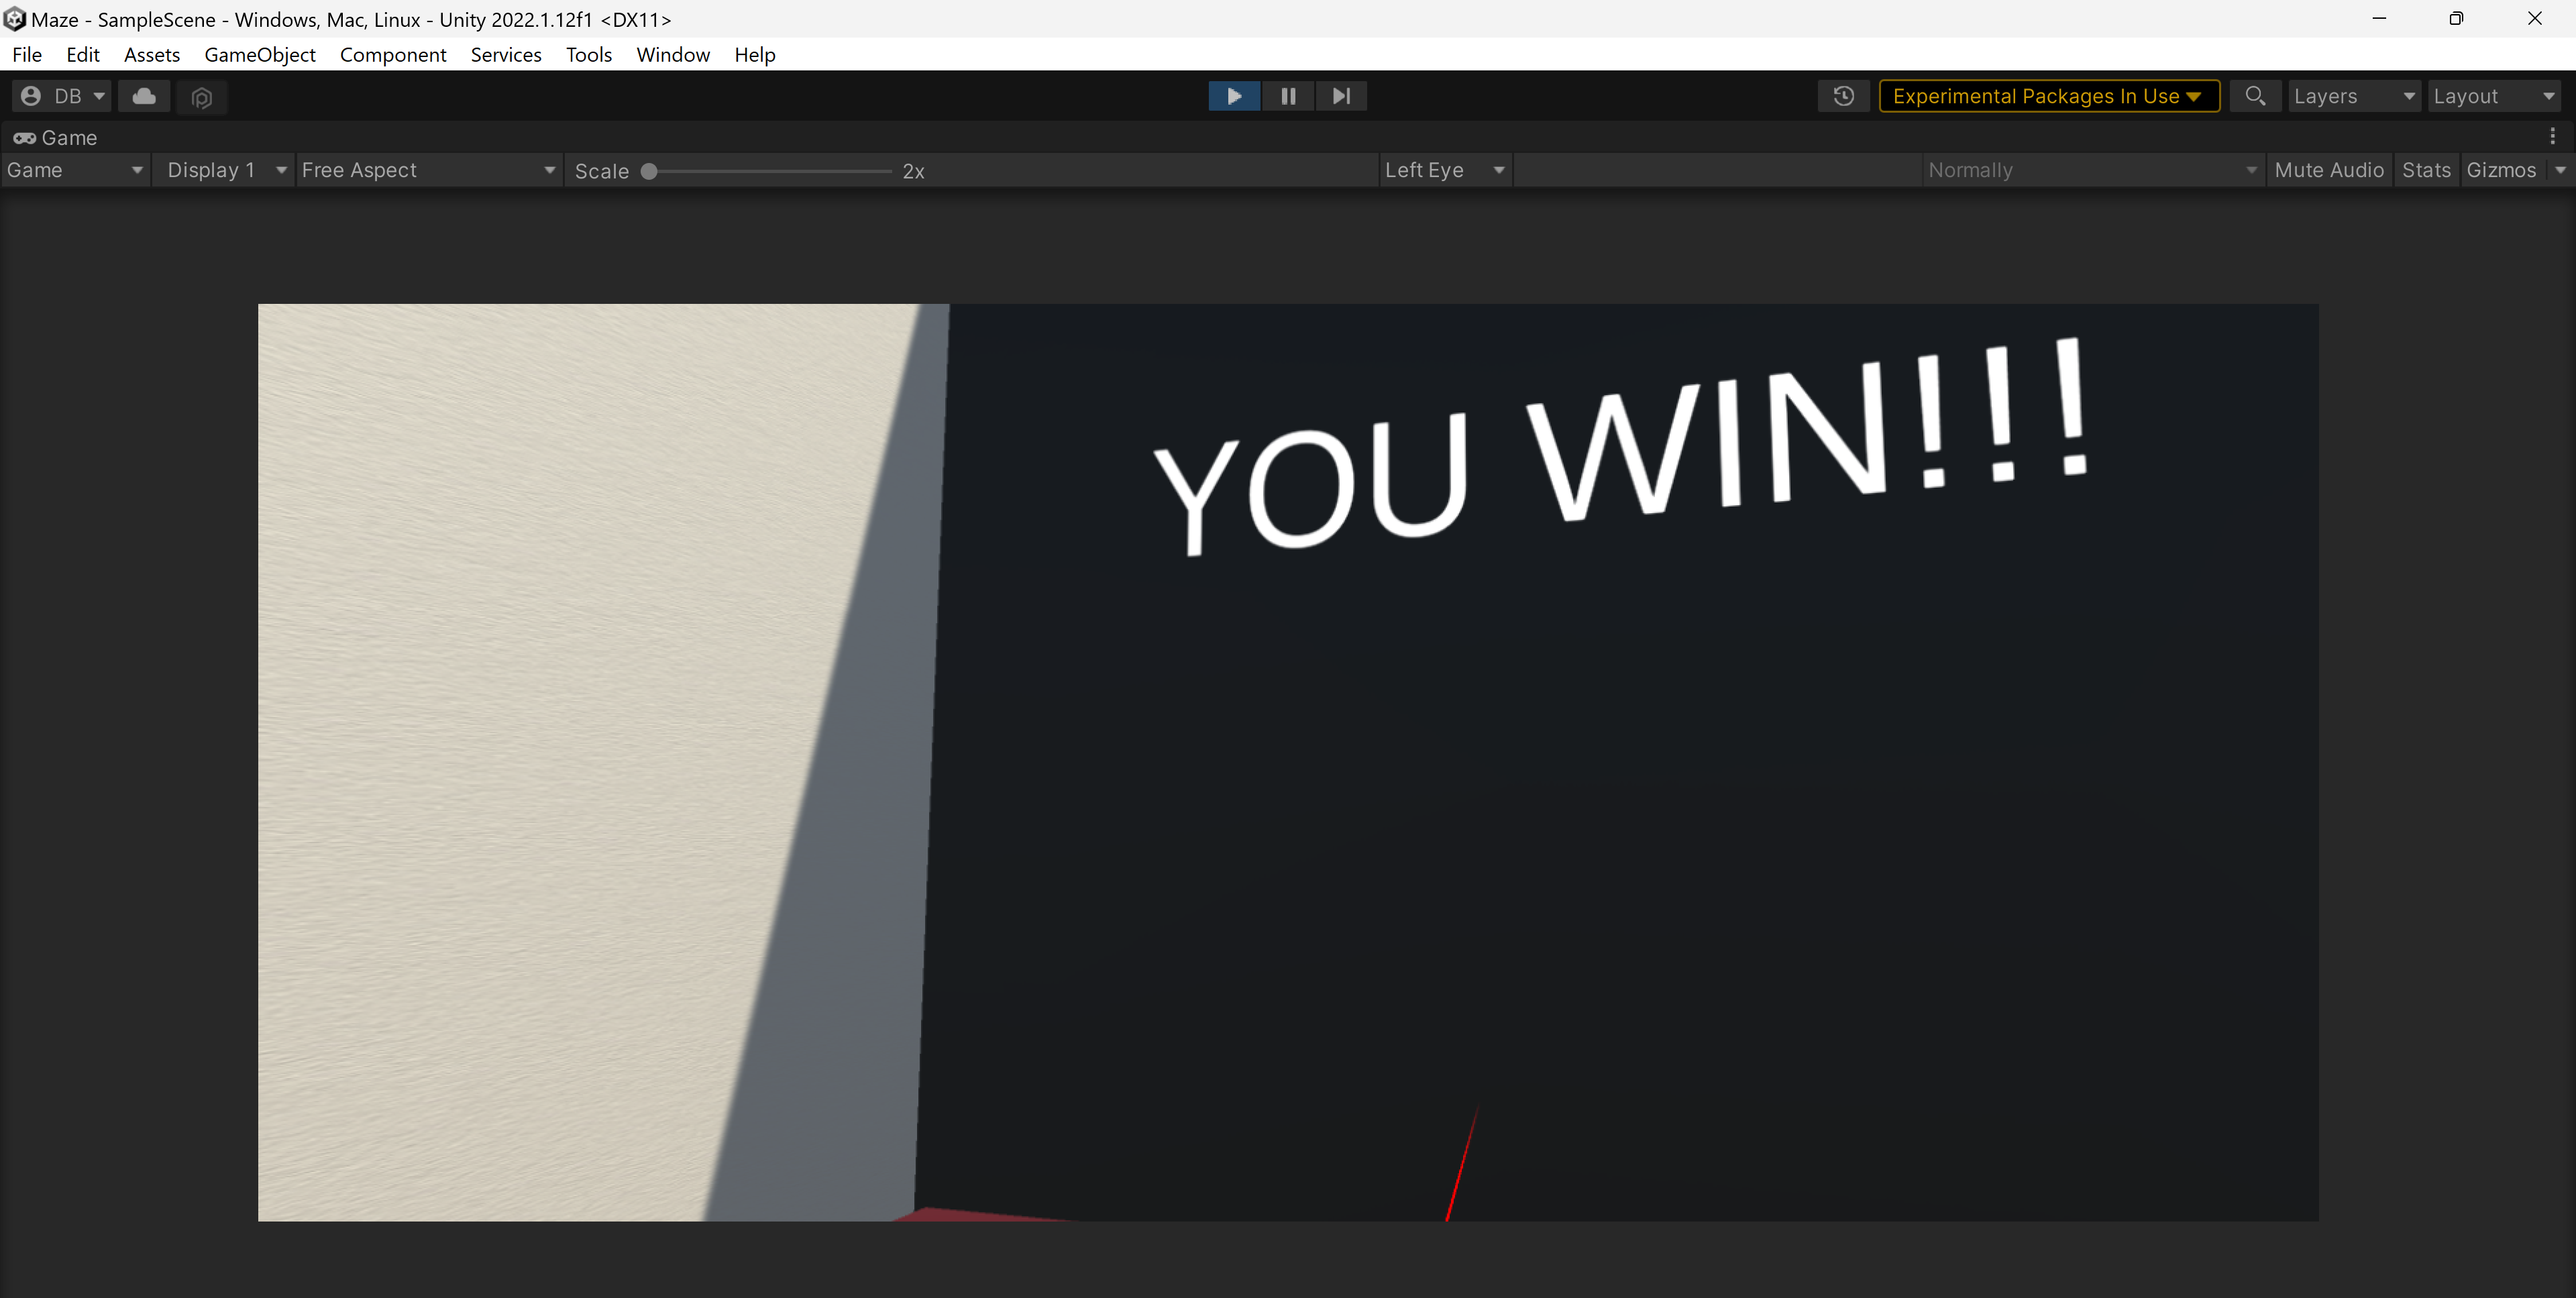 Maze - SampleScene - Windows, Mac, Linux - Unity 2022.1.12f1 <DX11>
File Edit Assets GameObject Component Services Tools Window Help
DB Experimental Packages In Use Layers Layout
Game
Game Display 1 Free Aspect Scale 2x Left Eye Normally Mute Audio Stats Gizmos
YOU WIN!!!